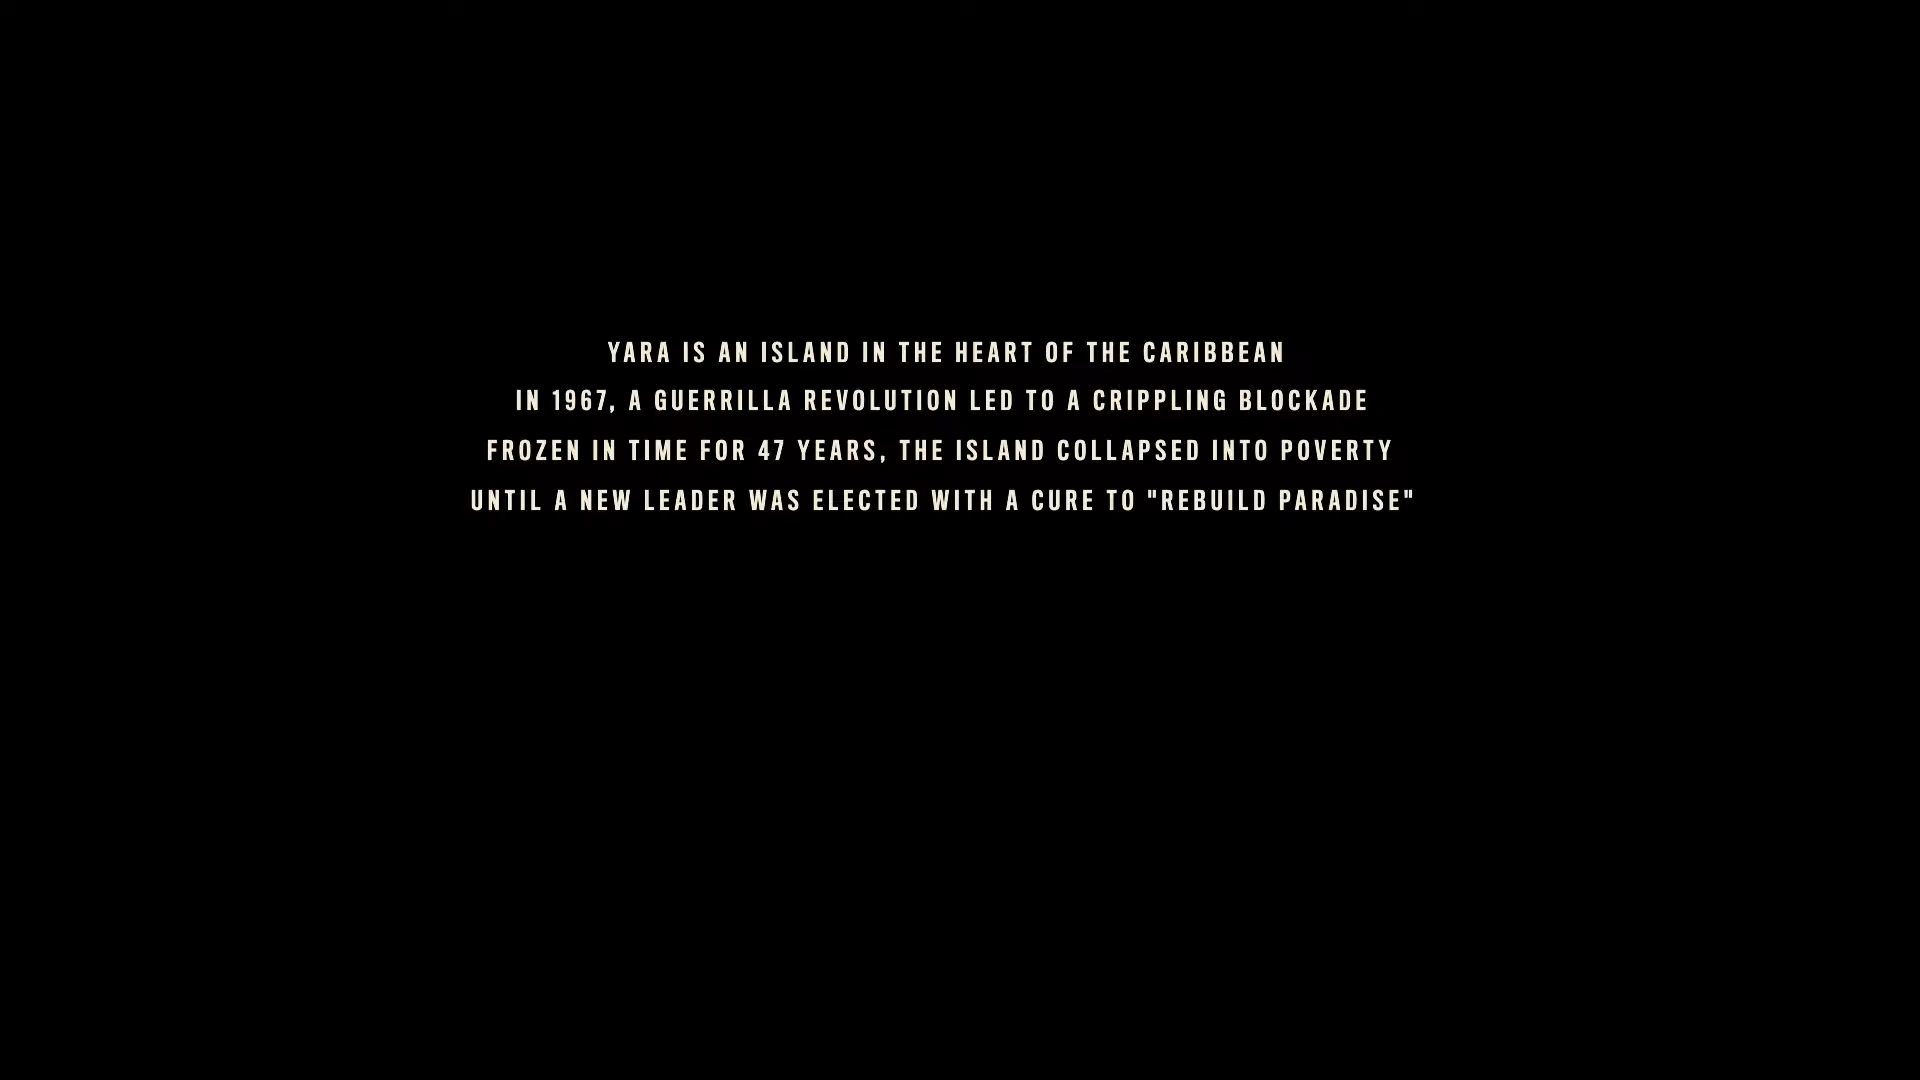 YARA IS AN ISLAND IN THE HEART OF THE CARIBBEAN
IN 1967, A GUERRILLA REVOLUTION LED TO A CRIPPLING BLOCKADE
FROZEN IN TIME FOR 47 YEARS, THE ISLAND COLLAPSED INTO POVERTY
UNTIL A NEW LEADER WAS ELECTED WITH A CURE TO "REBUILD PARADISE"